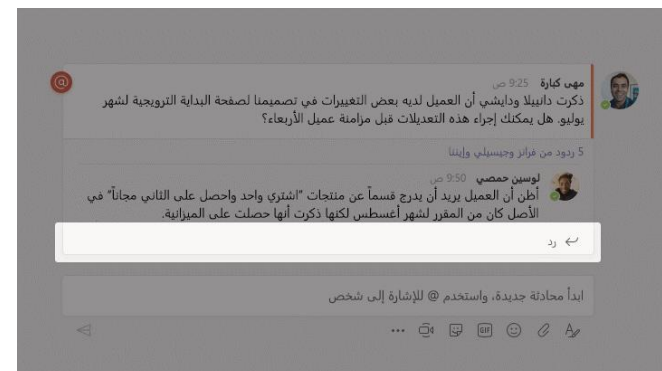 مهى كبارة 9:25 ص
ذكرت دانييلا ودايشي أن العميل لديه بعض التغييرات في تصميمنا لصفحة البداية الترويجية لشهر
يوليو. هل يمكنك إجراء هذه التعديلات قبل مزامنة عميل الأربعاء؟
5 ردود من فرانز وجيسيلي وإيننا
لوسين حمصي 9:50 ص
أظن أن العميل يريد أن يدرج قسماً عن منتجات "اشتري واحد واحصل على الثاني مجاناً" في
الأصل كان من المقرر لشهر أغسطس لكنها ذكرت أنها حصلت على الميزانية.
رد
ابدأ محادثة جديدة، واستخدم @ للإشارة إلى شخص
GIF